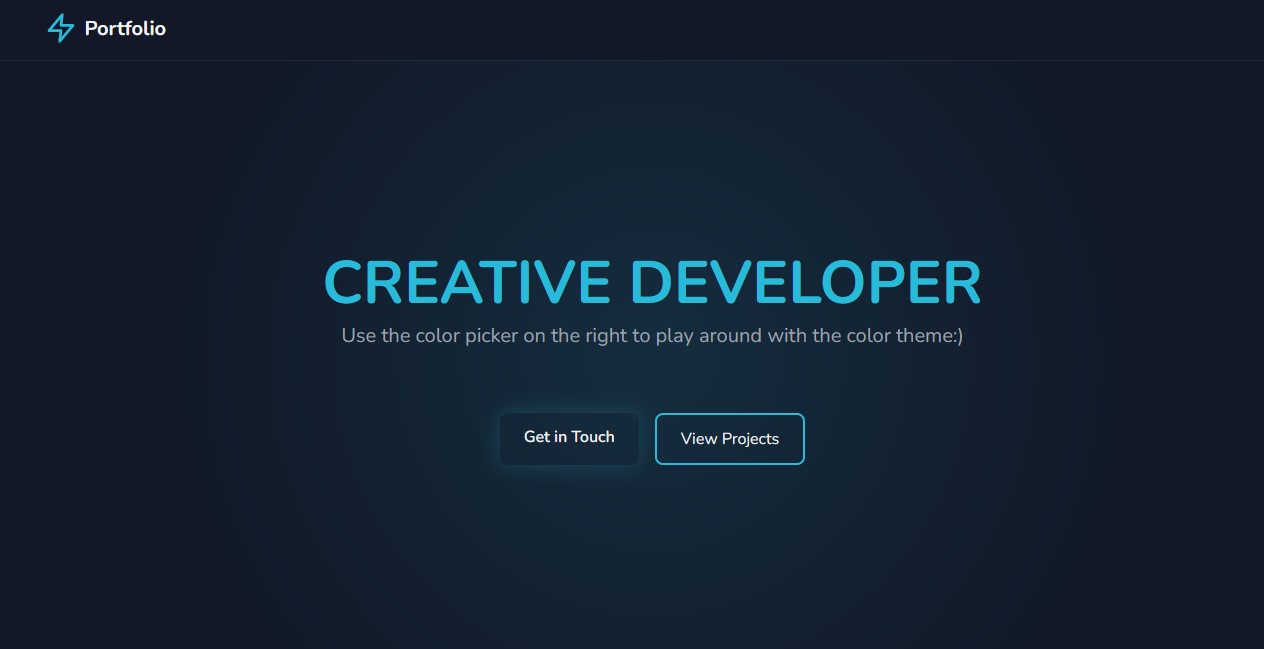 Portfolio
CREATIVE DEVELOPER
Use the color picker on the right to play around with the color theme:)
Get in Touch
View Projects